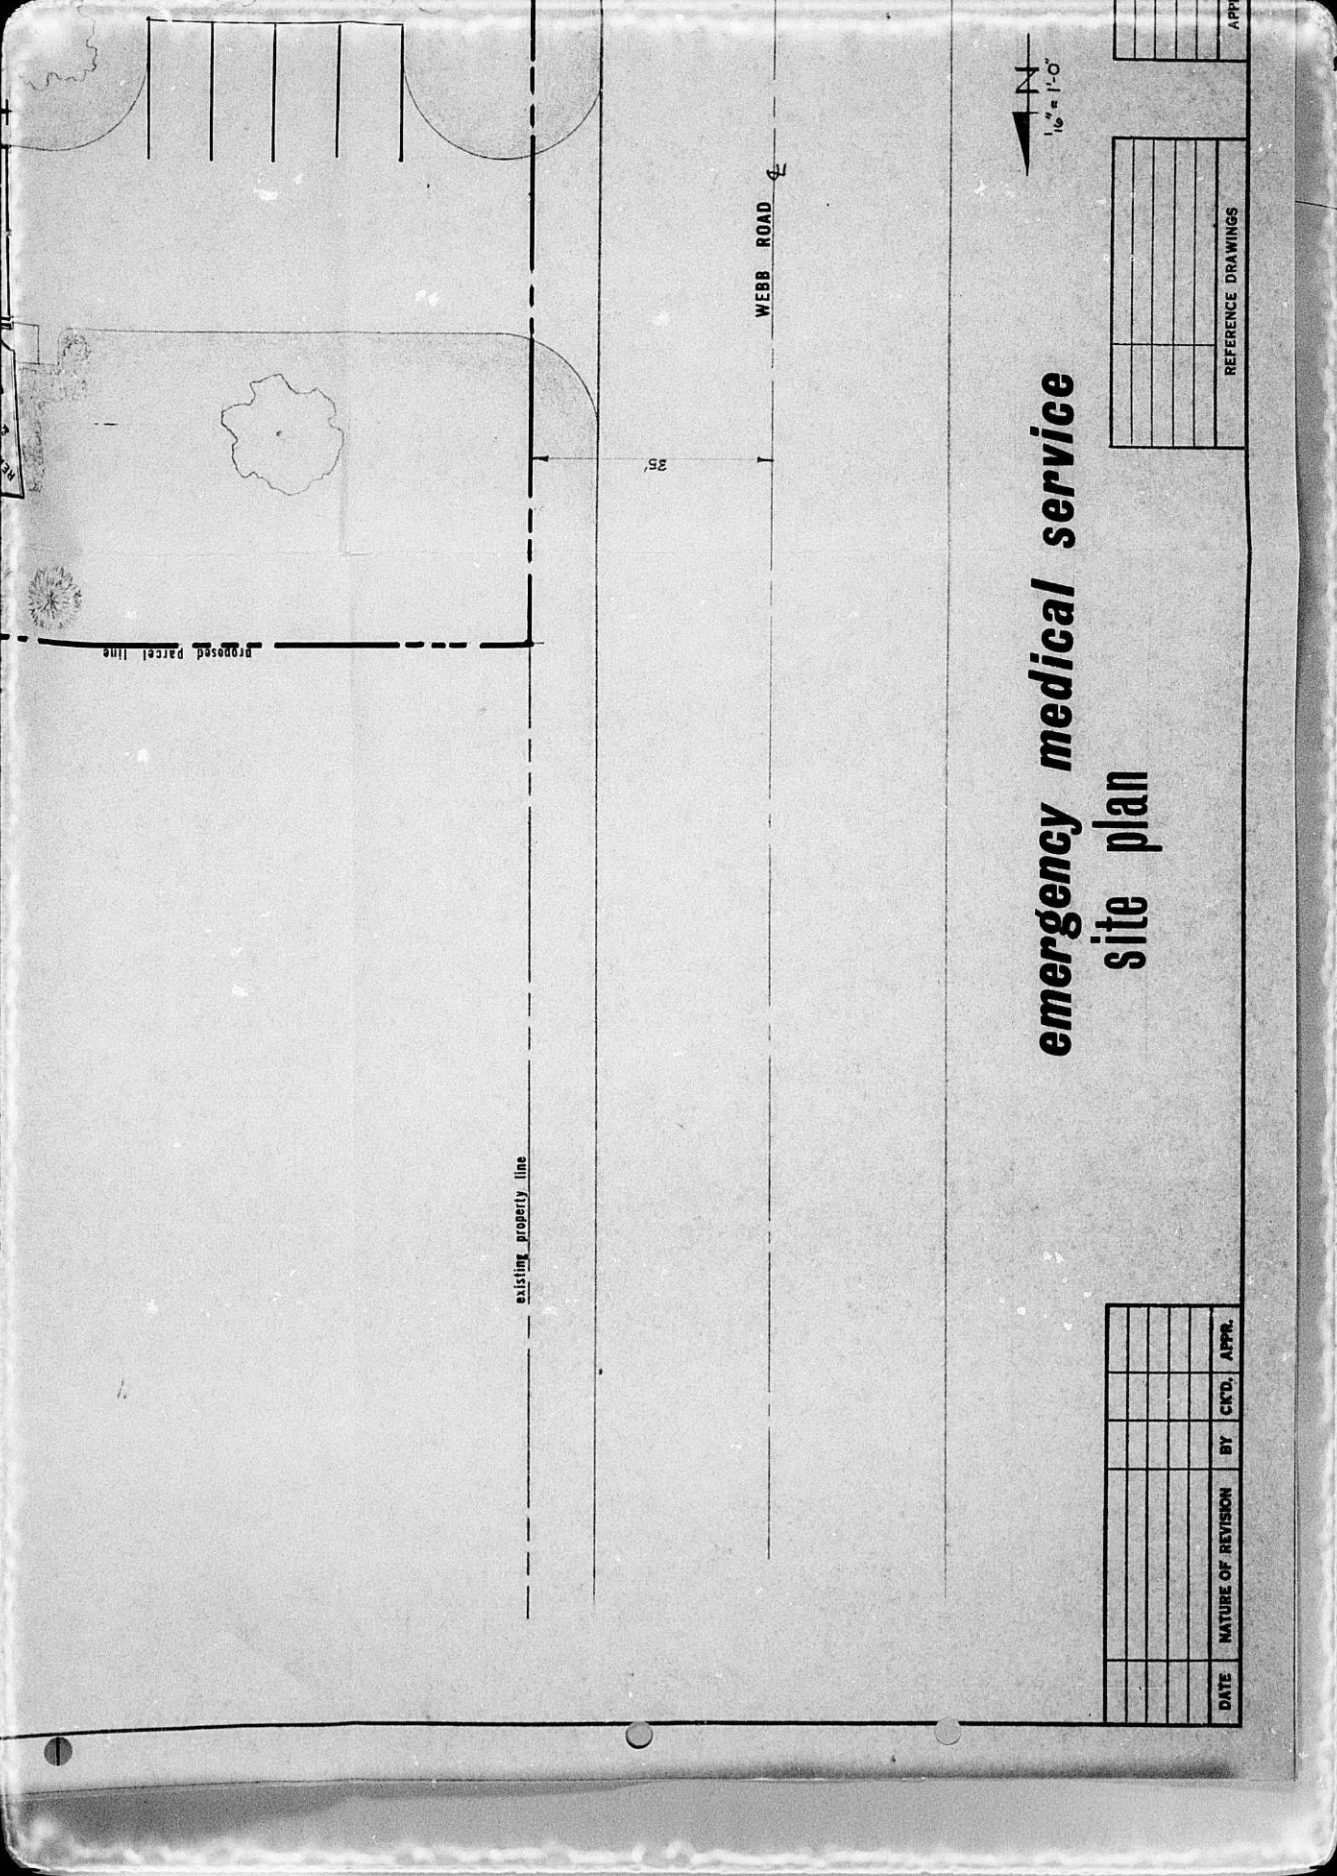 proposed parcel line
existing property line
35'
WEBB ROAD ℄
N
1/16" = 1'-0"
emergency medical service
site plan
DATE NATURE OF REVISION BY CK'D. APPR.
REFERENCE DRAWINGS